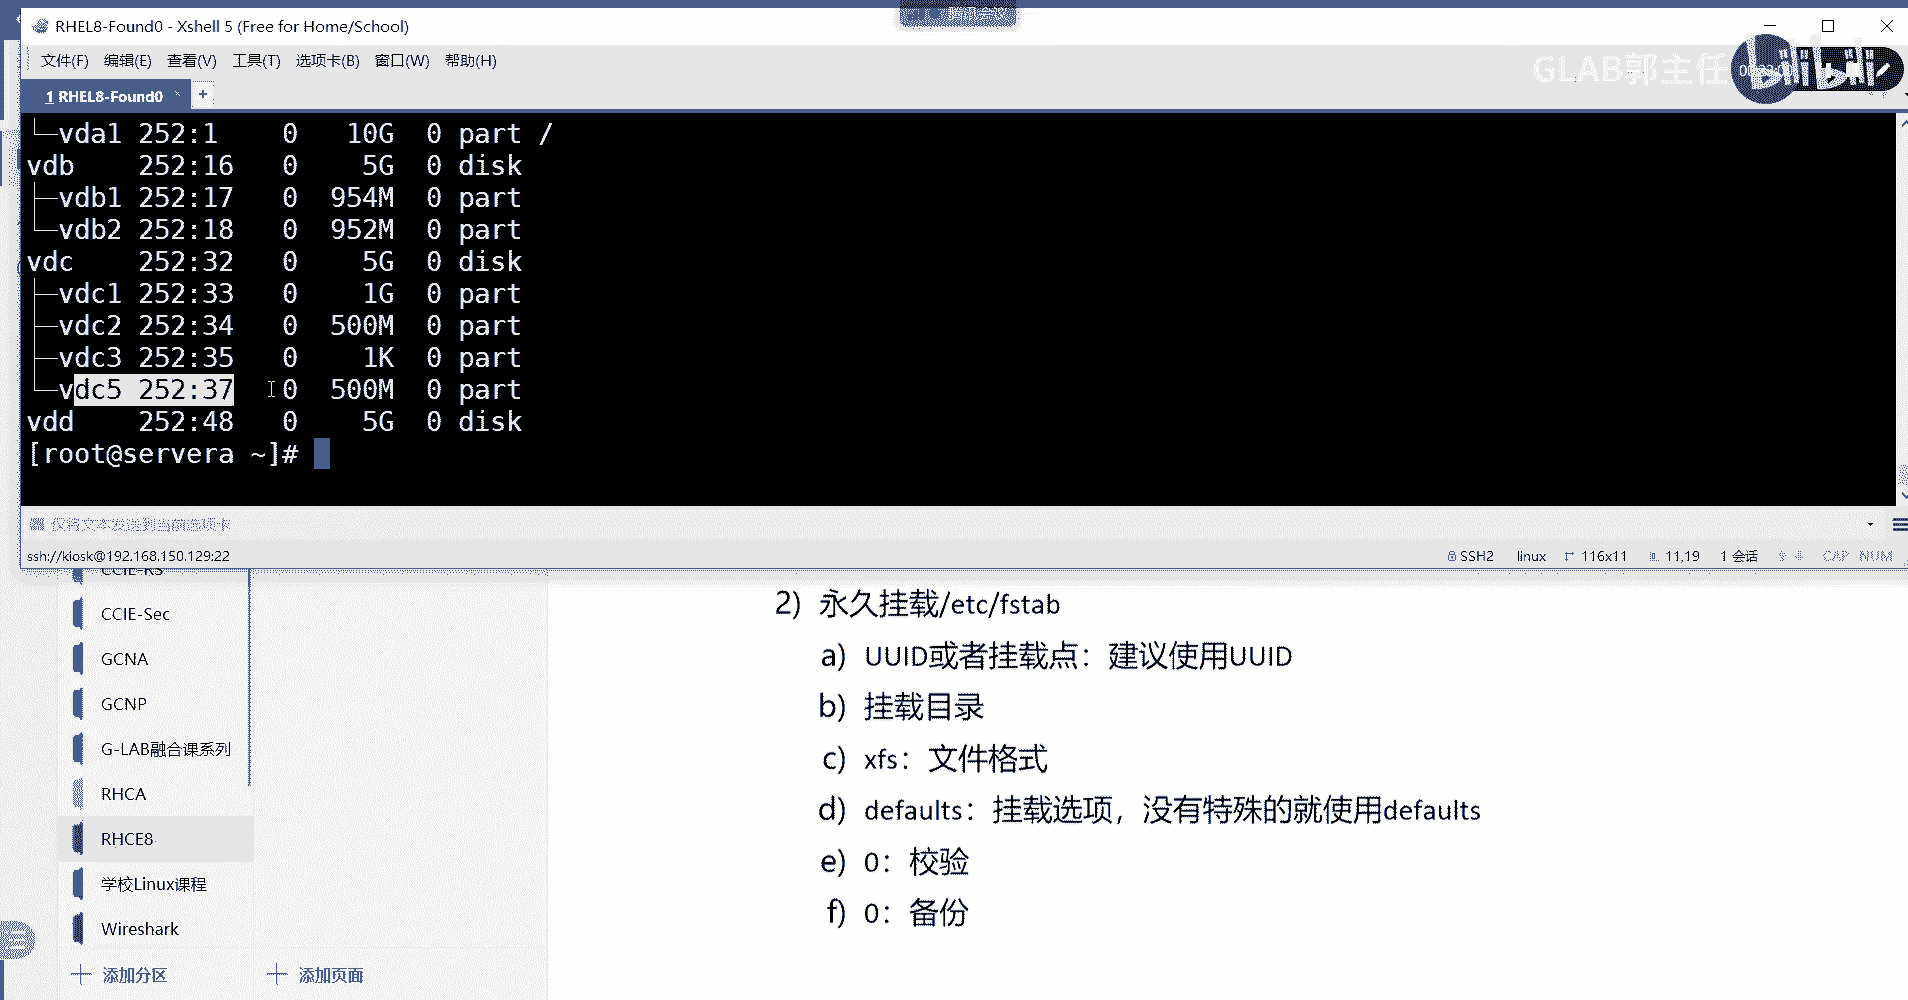 RHEL8-Found0 - Xshell 5 (Free for Home/School)
腾讯会议
文件(F) 编辑(E) 查看(V) 工具(T) 选项卡(B) 窗口(W) 帮助(H)
GLAB郭主任
bilibili
1 RHEL8-Found0 × +
└─vda1 252:1 0 10G 0 part /
vdb 252:16 0 5G 0 disk
├─vdb1 252:17 0 954M 0 part
└─vdb2 252:18 0 952M 0 part
vdc 252:32 0 5G 0 disk
├─vdc1 252:33 0 1G 0 part
├─vdc2 252:34 0 500M 0 part
├─vdc3 252:35 0 1K 0 part
└─vdc5 252:37 0 500M 0 part
vdd 252:48 0 5G 0 disk
[root@servera ~]#
仅将文本发送到当前选项卡
ssh://kiosk@192.168.150.129:22 SSH2 linux 116x11 11,19 1 会话 CAP NUM
CCIE-RS
CCIE-Sec
GCNA
GCNP
G-LAB融合课系列
RHCA
RHCE8
学校Linux课程
Wireshark
添加分区 添加页面
2) 永久挂载/etc/fstab
a) UUID或者挂载点：建议使用UUID
b) 挂载目录
c) xfs：文件格式
d) defaults：挂载选项，没有特殊的就使用defaults
e) 0：校验
f) 0：备份